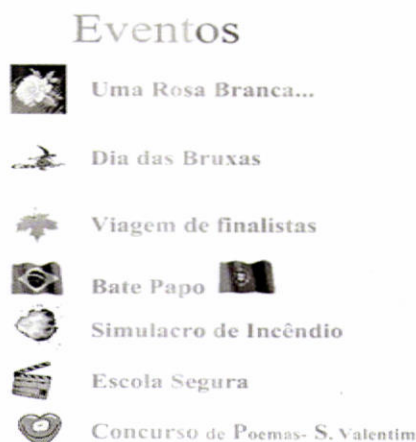 Eventos
Uma Rosa Branca...
Dia das Bruxas
Viagem de finalistas
Bate Papo
Simulacro de Incêndio
Escola Segura
Concurso de Poemas- S. Valentim